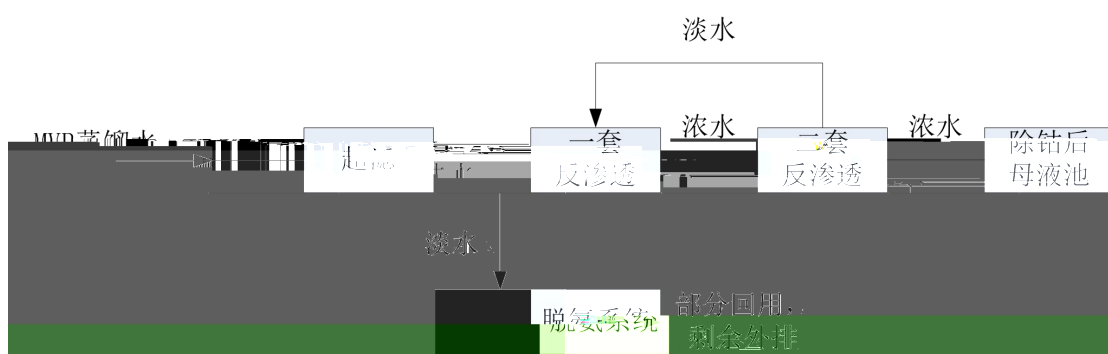 淡水
MVR蒸馏水
超滤
一套
反渗透
浓水
二套
反渗透
浓水
除钴后
母液池
淡水
脱氨系统
部分回用，
剩余外排